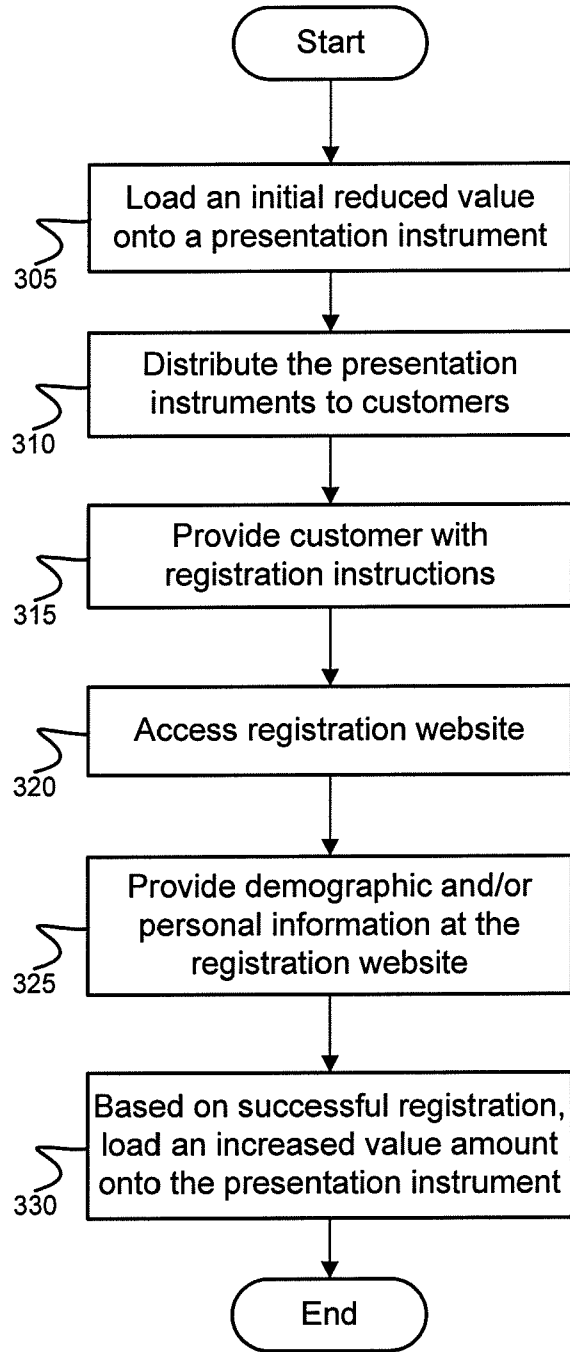 Start
Load an initial reduced value
onto a presentation instrument
305
Distribute the presentation
instruments to customers
310
Provide customer with
registration instructions
315
Access registration website
320
Provide demographic and/or
personal information at the
registration website
325
Based on successful registration,
load an increased value amount
onto the presentation instrument
330
End